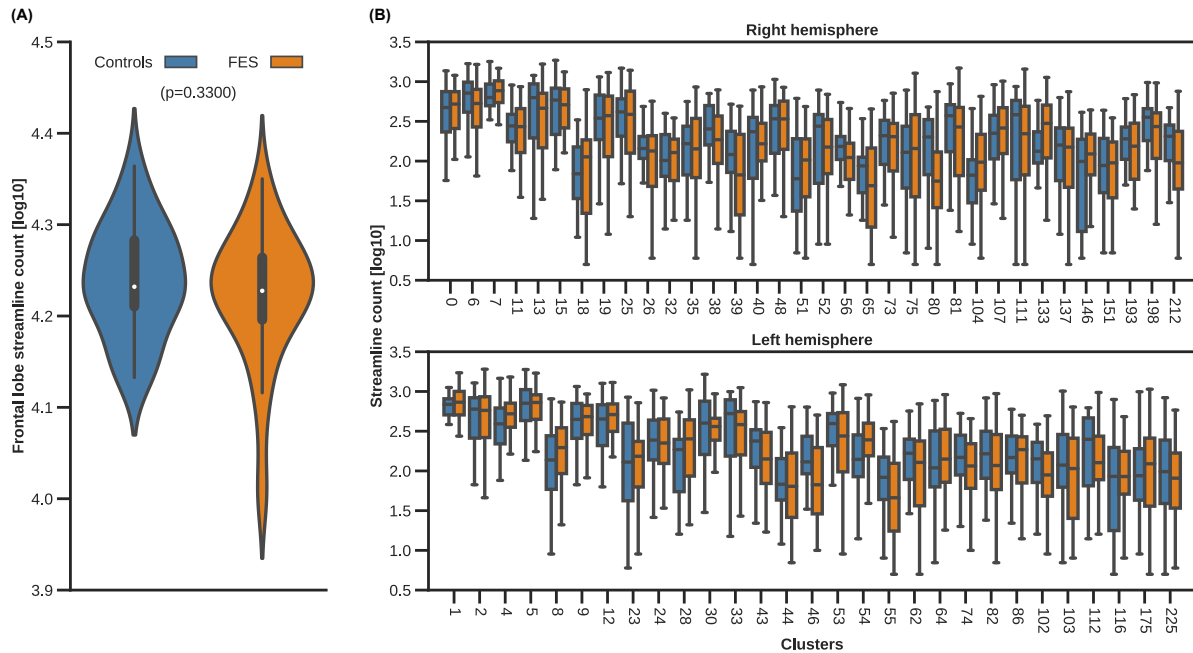 (A)
Frontal lobe streamline count [log10]
4.5
4.4
4.3
4.2
4.1
4.0
3.9
Controls FES
(p=0.3300)
(B)
Streamline count [log10]
Right hemisphere
3.5
3.0
2.5
2.0
1.5
1.0
0.5
0 6 7 11 13 15 18 19 25 26 32 35 38 39 40 48 51 52 56 65 73 75 80 81 104 107 111 133 137 146 151 193 198 212
Left hemisphere
3.5
3.0
2.5
2.0
1.5
1.0
0.5
1 2 4 5 8 9 12 23 24 28 30 33 43 44 46 53 54 55 62 64 74 82 86 102 103 112 116 175 225
Clusters